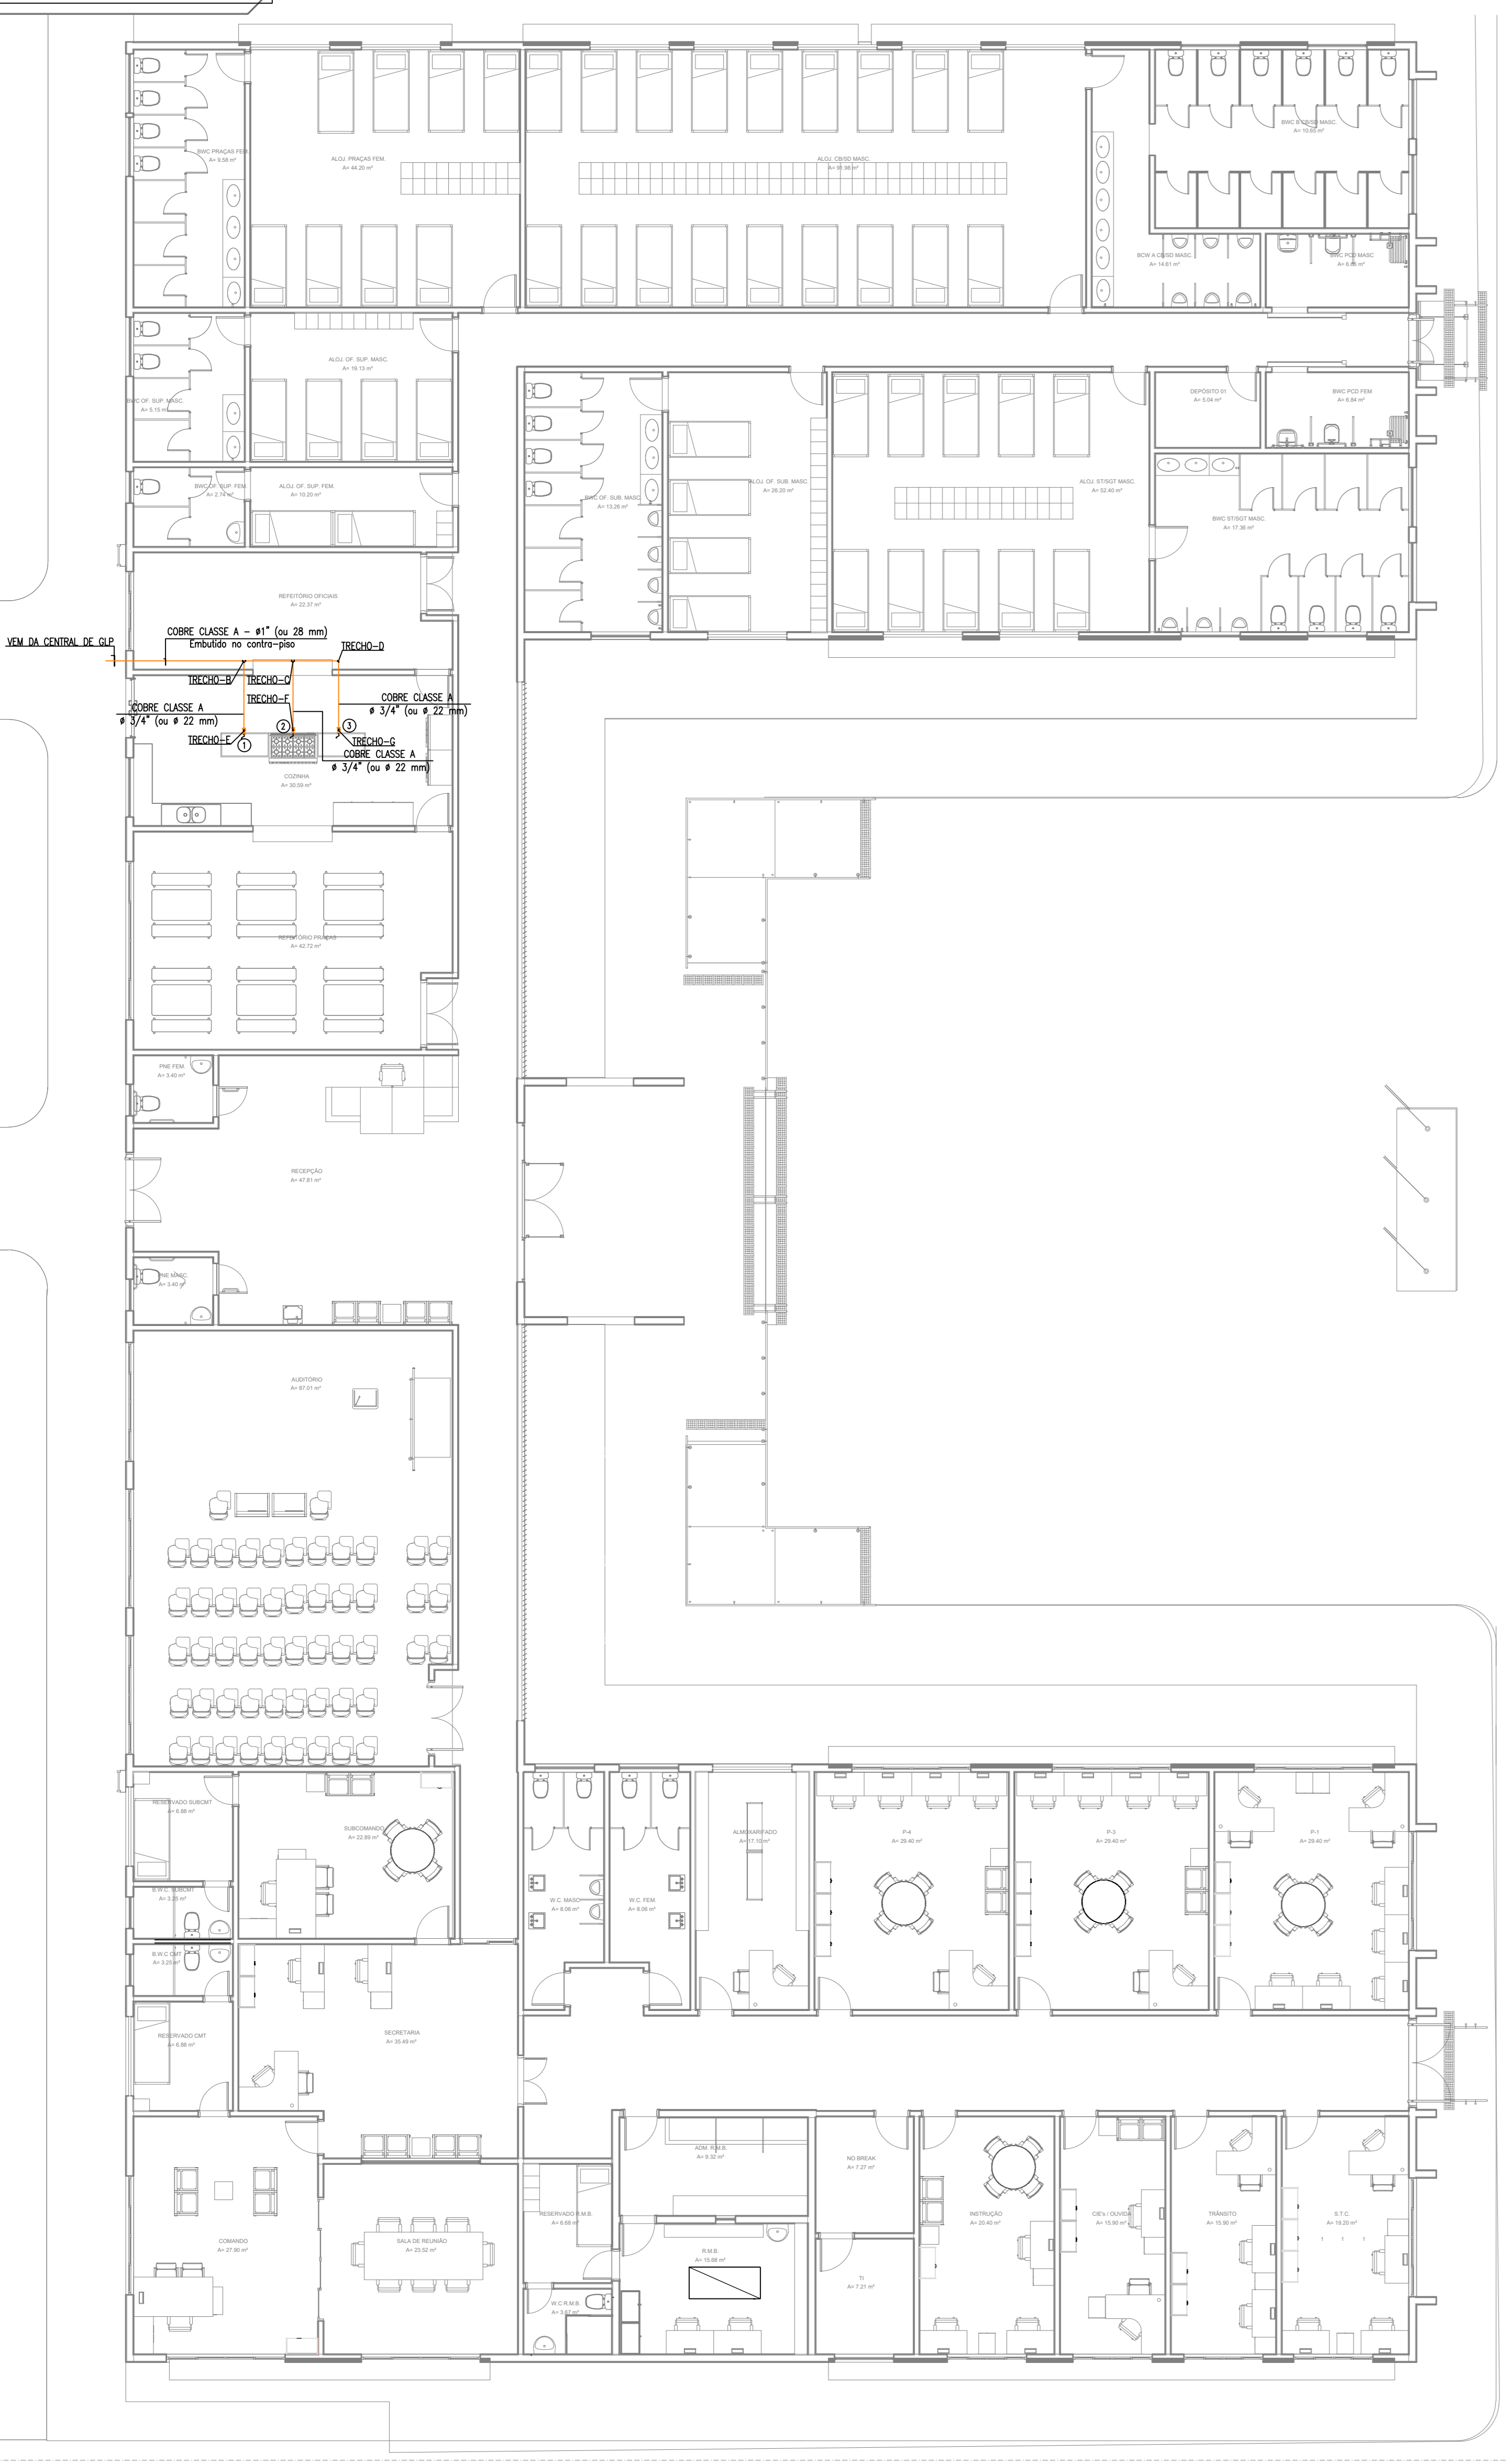 BWC PRAÇAS FEM.
A= 9.58 m²
ALOJ. PRAÇAS FEM.
A= 44.20 m²
ALOJ. CB/SD MASC.
A= 91.98 m²
BWC B CB/SD MASC.
A= 10.65 m²
BCW A CB/SD MASC.
A= 14.61 m²
BWC PCD MASC
A= 6.66 m²
ALOJ. OF. SUP. MASC.
A= 19.13 m²
BWC OF. SUP. MASC.
A= 5.15 m²
DEPÓSITO 01
A= 5.04 m²
BWC PCD FEM
A= 6.84 m²
BWC OF. SUP. FEM.
A= 2.74 m²
ALOJ. OF. SUP. FEM.
A= 10.20 m²
BWC OF. SUB. MASC.
A= 13.26 m²
ALOJ. OF. SUB. MASC.
A= 26.20 m²
ALOJ. ST/SGT MASC.
A= 52.40 m²
BWC ST/SGT MASC.
A= 17.36 m²
REFEITÓRIO OFICIAIS
A= 22.37 m²
VEM DA CENTRAL DE GLP
COBRE CLASSE A - ø1" (ou 28 mm)
Embutido no contra-piso
TRECHO-D
TRECHO-B
TRECHO-C
TRECHO-F
COBRE CLASSE A
ø 3/4" (ou ø 22 mm)
COBRE CLASSE A
ø 3/4" (ou ø 22 mm)
TRECHO-E
1
2
3
TRECHO-G
COBRE CLASSE A
ø 3/4" (ou ø 22 mm)
COZINHA
A= 30.59 m²
REFEITÓRIO PRAÇAS
A= 42.72 m²
PNE FEM.
A= 3.40 m²
RECEPÇÃO
A= 47.81 m²
PNE MASC.
A= 3.40 m²
AUDITÓRIO
A= 87.01 m²
RESERVADO SUBCMT
A= 6.88 m²
SUBCOMANDO
A= 22.89 m²
B.W.C. SUBCMT
A= 3.25 m²
B.W.C CMT
A= 3.25 m²
W.C. MASC
A= 8.06 m²
W.C. FEM.
A= 8.06 m²
ALMOXARIFADO
A= 17.10 m²
P-4
A= 29.40 m²
P-3
A= 29.40 m²
P-1
A= 29.40 m²
RESERVADO CMT
A= 6.88 m²
SECRETARIA
A= 35.49 m²
ADM. R.M.B.
A= 9.32 m²
NO BREAK
A= 7.27 m²
COMANDO
A= 27.90 m²
SALA DE REUNIÃO
A= 23.52 m²
RESERVADO R.M.B.
A= 6.68 m²
R.M.B.
A= 15.88 m²
TI
A= 7.21 m²
W.C R.M.B.
A= 3.67 m²
INSTRUÇÃO
A= 20.40 m²
CIE's / OUVIDA
A= 15.90 m²
TRÂNSITO
A= 15.90 m²
S.T.C.
A= 19.20 m²